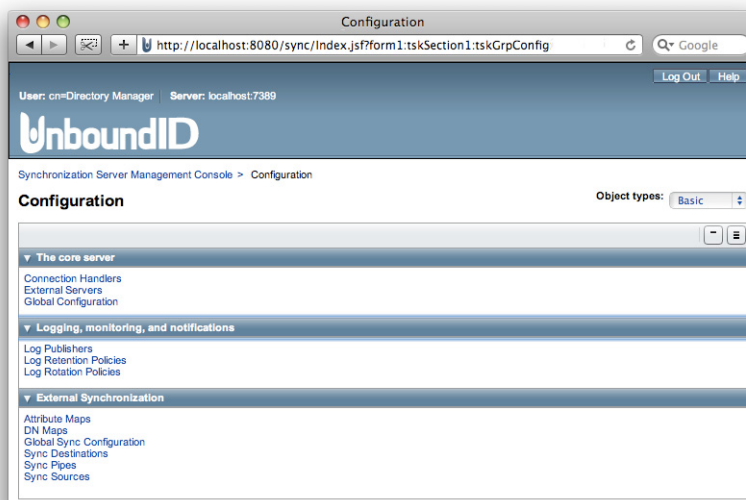 Configuration
http://localhost:8080/sync/Index.jsf?form1:tskSection1:tskGrpConfig
Google
Log Out Help
User: cn=Directory Manager Server: localhost:7389
UnboundID
Synchronization Server Management Console > Configuration
Configuration
Object types: Basic
The core server
Connection Handlers
External Servers
Global Configuration
Logging, monitoring, and notifications
Log Publishers
Log Retention Policies
Log Rotation Policies
External Synchronization
Attribute Maps
DN Maps
Global Sync Configuration
Sync Destinations
Sync Pipes
Sync Sources